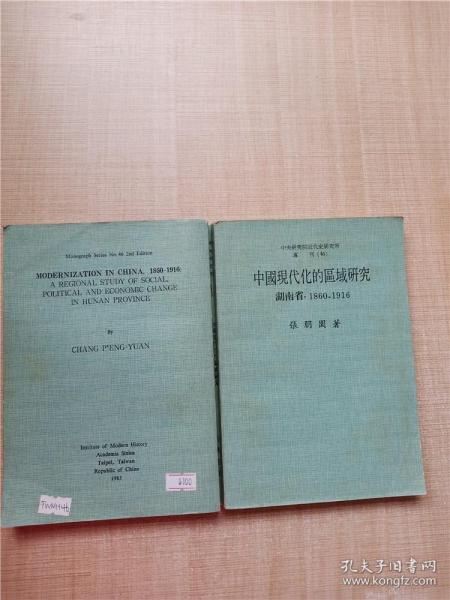 Monograph Series No. 46 2nd Edition
MODERNIZATION IN CHINA, 1860-1916:
A REGIONAL STUDY OF SOCIAL,
POLITICAL AND ECONOMIC CHANGE
IN HUNAN PROVINCE
By
CHANG P'ENG-YUAN
Institute of Modern History
Academia Sinica
Taipei, Taiwan
Republic of China
1983
中央研究院近代史研究所
專刊(46)
中國現代化的區域研究
湖南省,1860-1916
張朋園著
孔夫子旧书网
www.kongfz.com